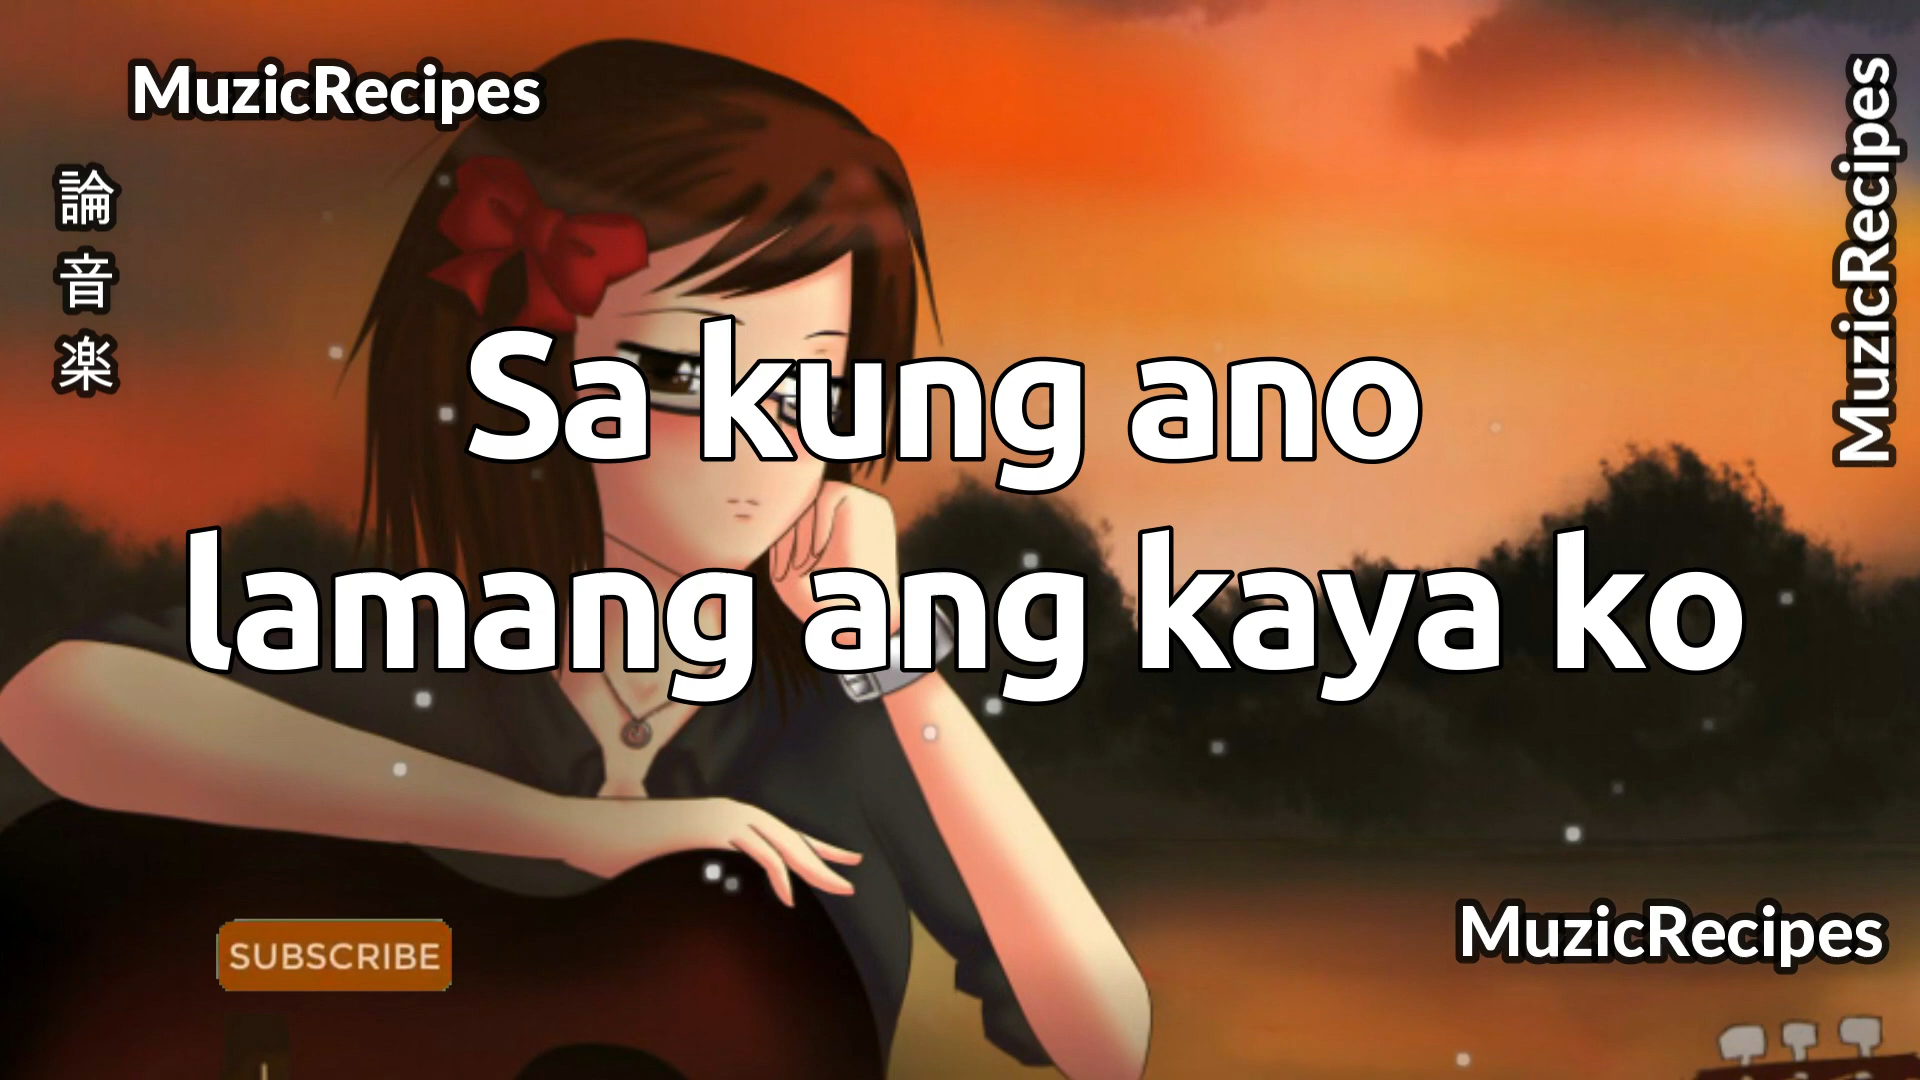 MuzicRecipes
論
音
楽
MuzicRecipes
Sa kung ano
lamang ang kaya ko
SUBSCRIBE
MuzicRecipes